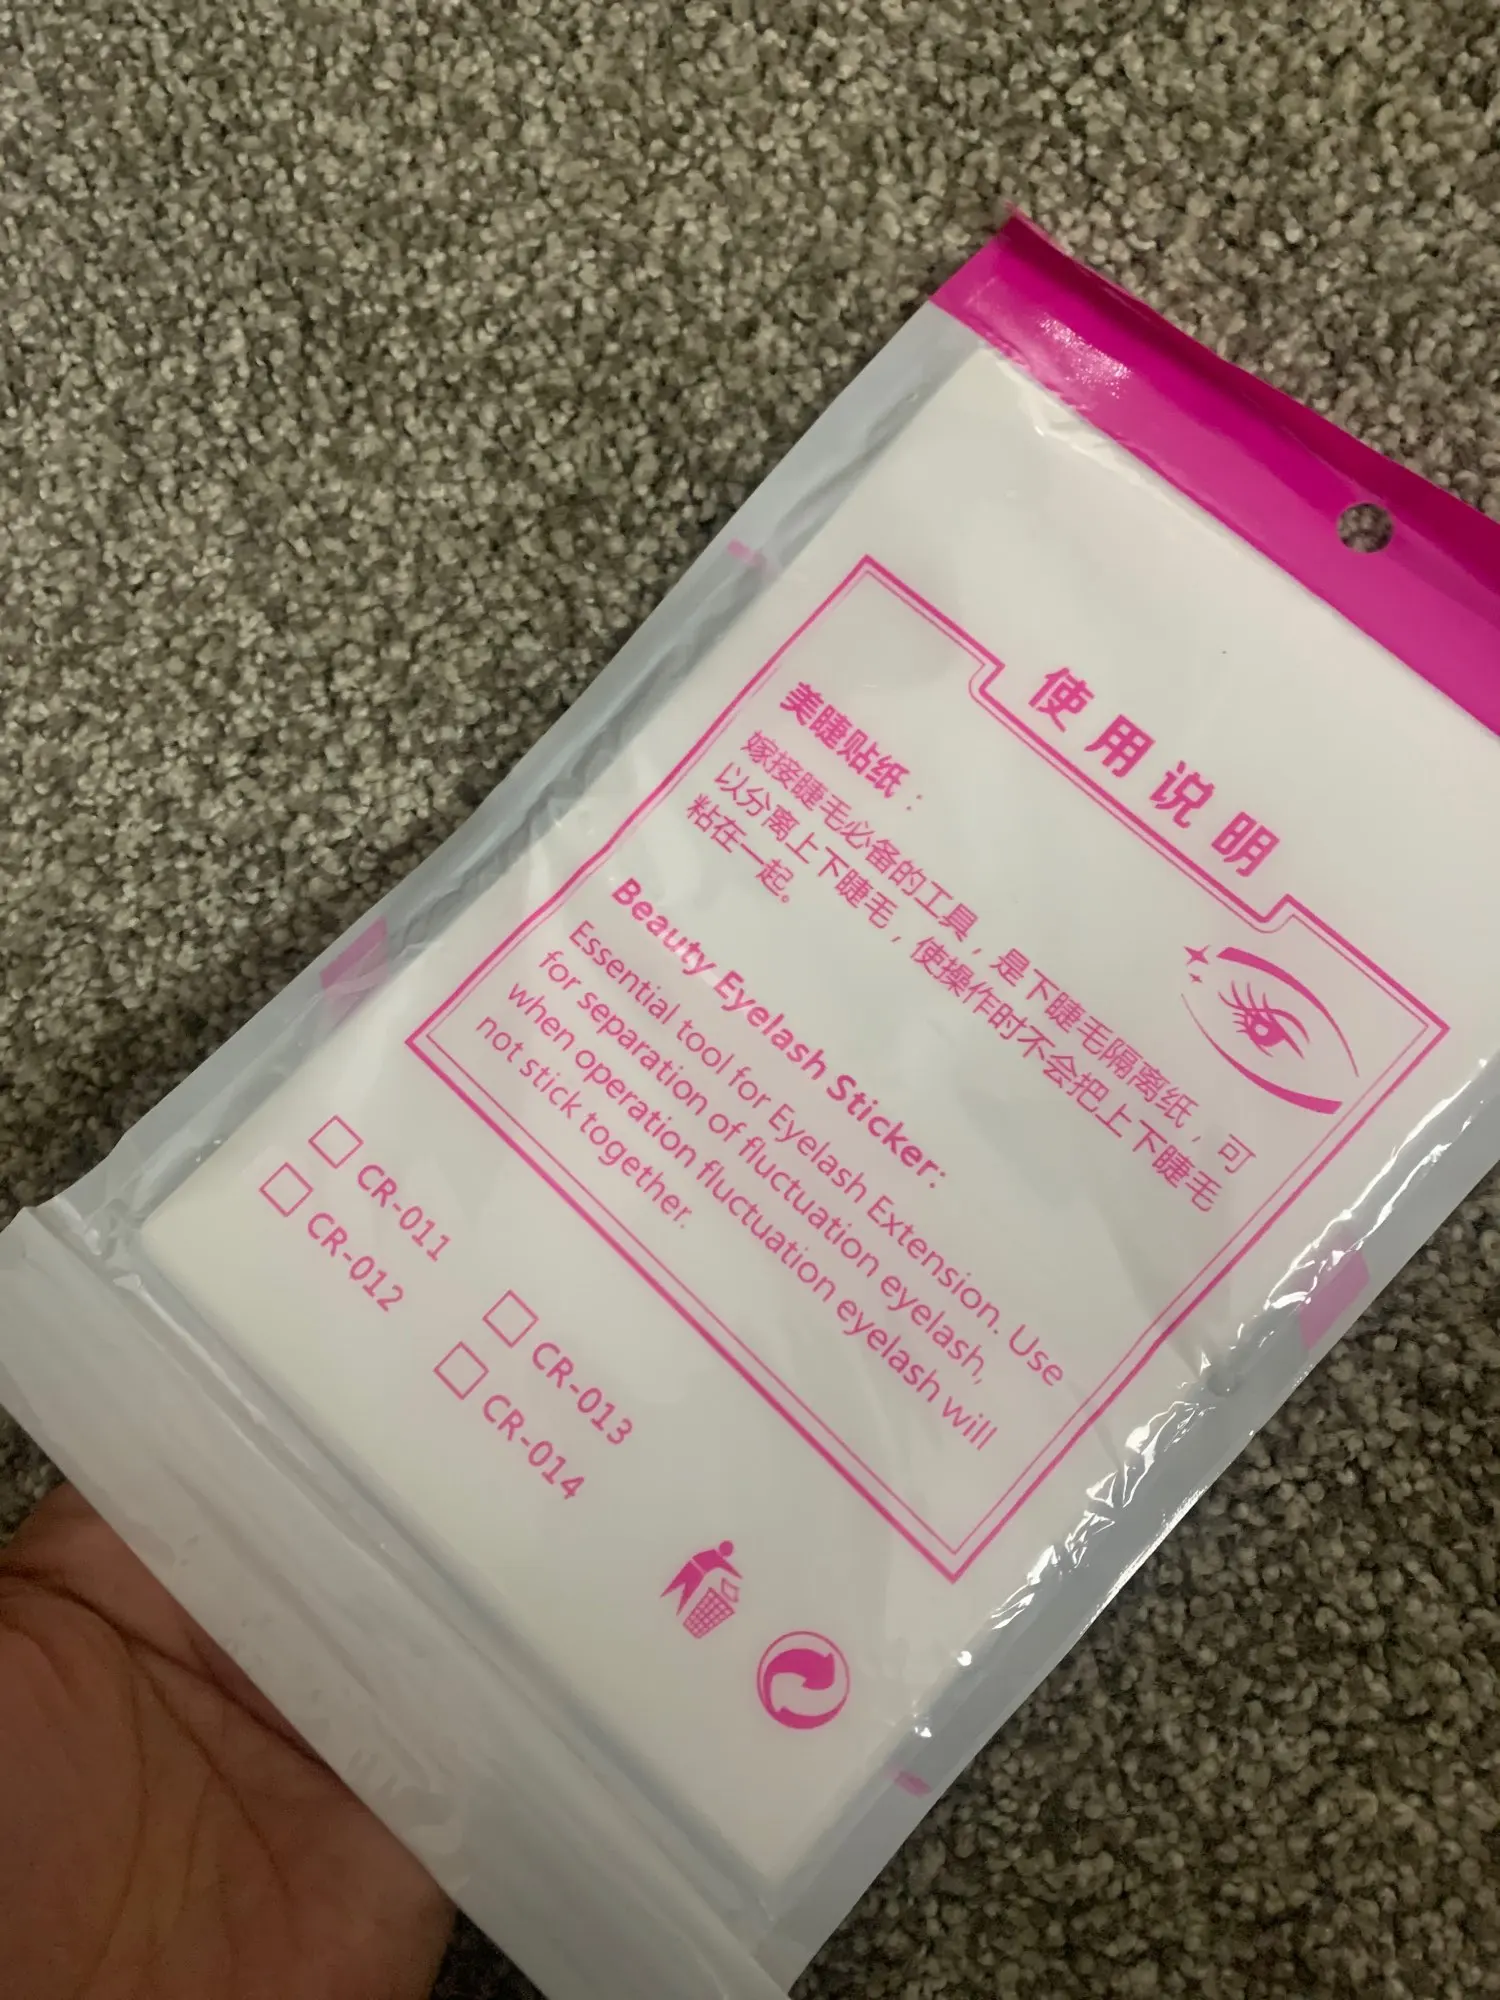 使用说明
美睫贴纸：
嫁接睫毛必备的工具，是下睫毛隔离纸，可
以分离上下睫毛，使操作时不会把上下睫毛
粘在一起。
Beauty Eyelash Sticker:
Essential tool for Eyelash Extension. Use
for separation of fluctuation eyelash,
when operation fluctuation eyelash will
not stick together.
CR-011
CR-012
CR-013
CR-014